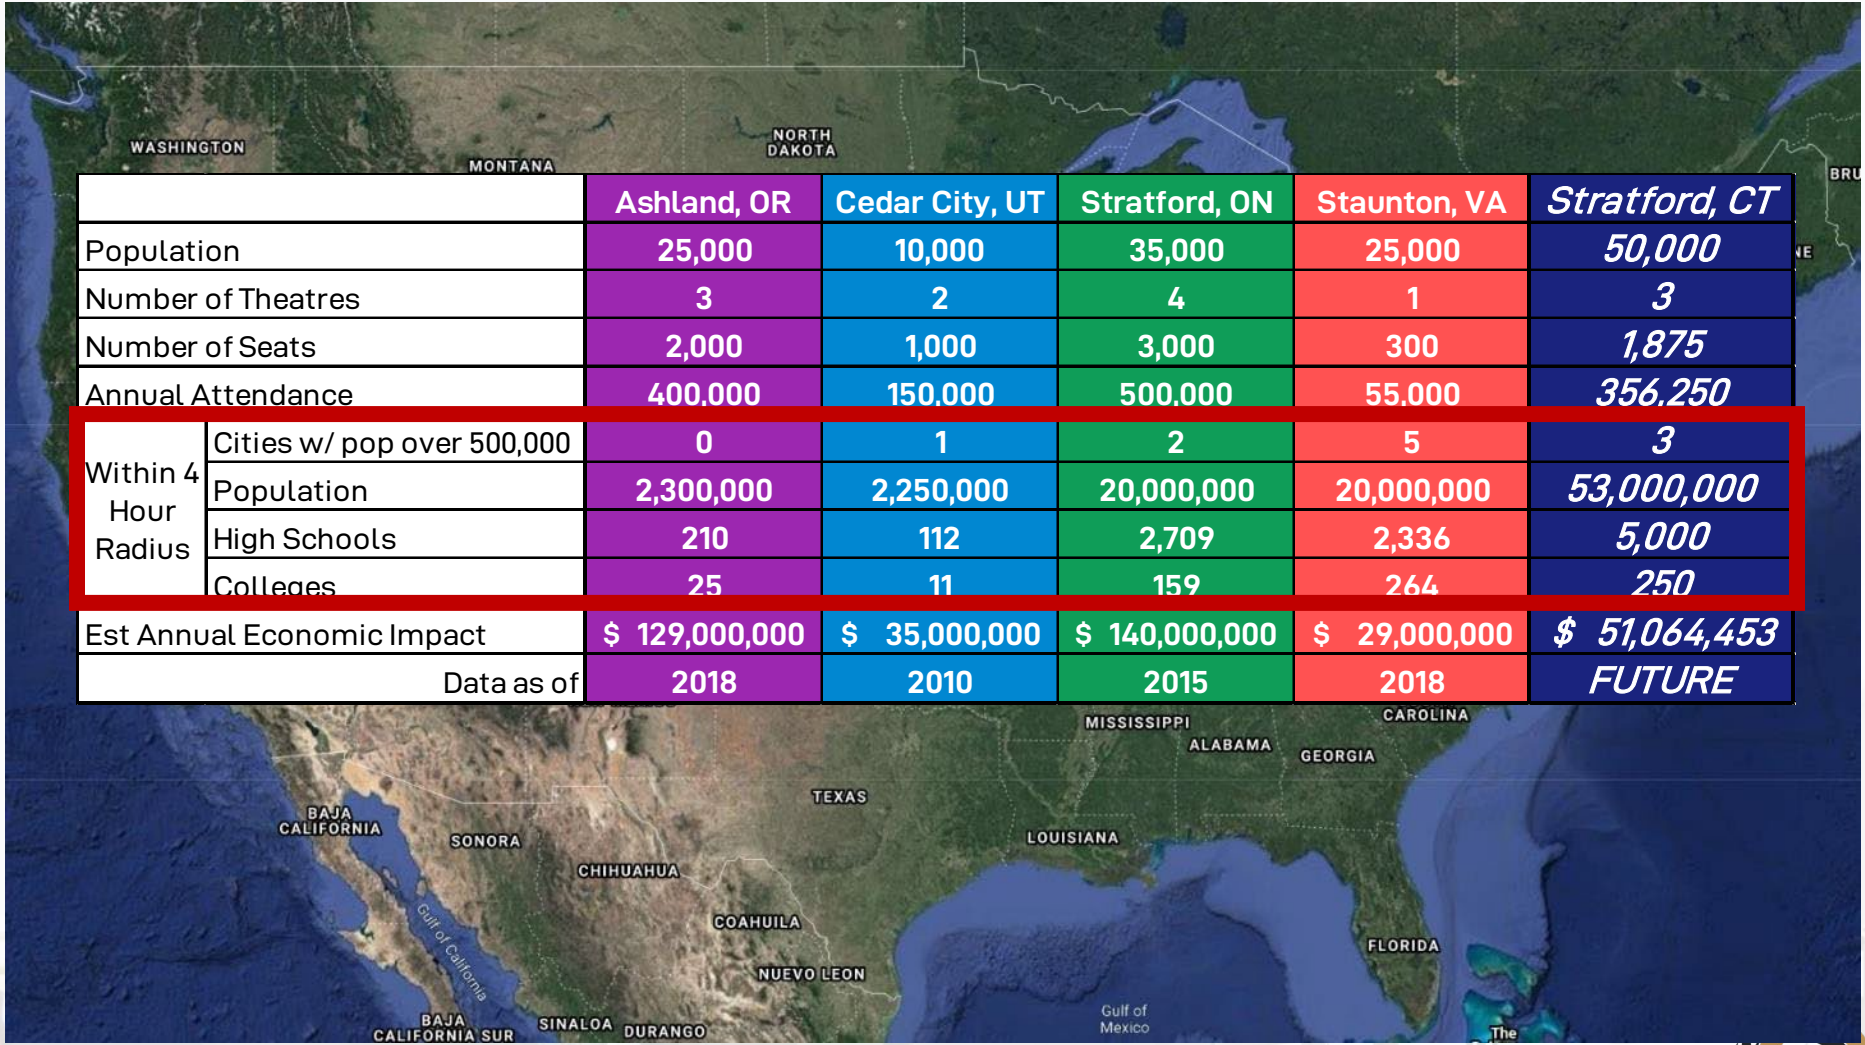 WASHINGTON
MONTANA
NORTH
DAKOTA
BRU
Ashland, OR Cedar City, UT Stratford, ON Staunton, VA Stratford, CT
Population 25,000 10,000 35,000 25,000 50,000
NE
Number of Theatres 3 2 4 1 3
Number of Seats 2,000 1,000 3,000 300 1,875
Annual Attendance 400,000 150,000 500,000 55,000 356,250
Within 4
Hour
Radius
Cities w/ pop over 500,000 0 1 2 5 3
Population 2,300,000 2,250,000 20,000,000 20,000,000 53,000,000
High Schools 210 112 2,709 2,336 5,000
Colleges 25 11 159 264 250
Est Annual Economic Impact $ 129,000,000 $ 35,000,000 $ 140,000,000 $ 29,000,000 $ 51,064,453
Data as of 2018 2010 2015 2018 FUTURE
MISSISSIPPI
CAROLINA
ALABAMA
GEORGIA
TEXAS
BAJA
CALIFORNIA
SONORA
LOUISIANA
CHIHUAHUA
COAHUILA
Gulf of California
FLORIDA
NUEVO LEON
Gulf of
Mexico
BAJA
CALIFORNIA SUR
SINALOA
DURANGO
The